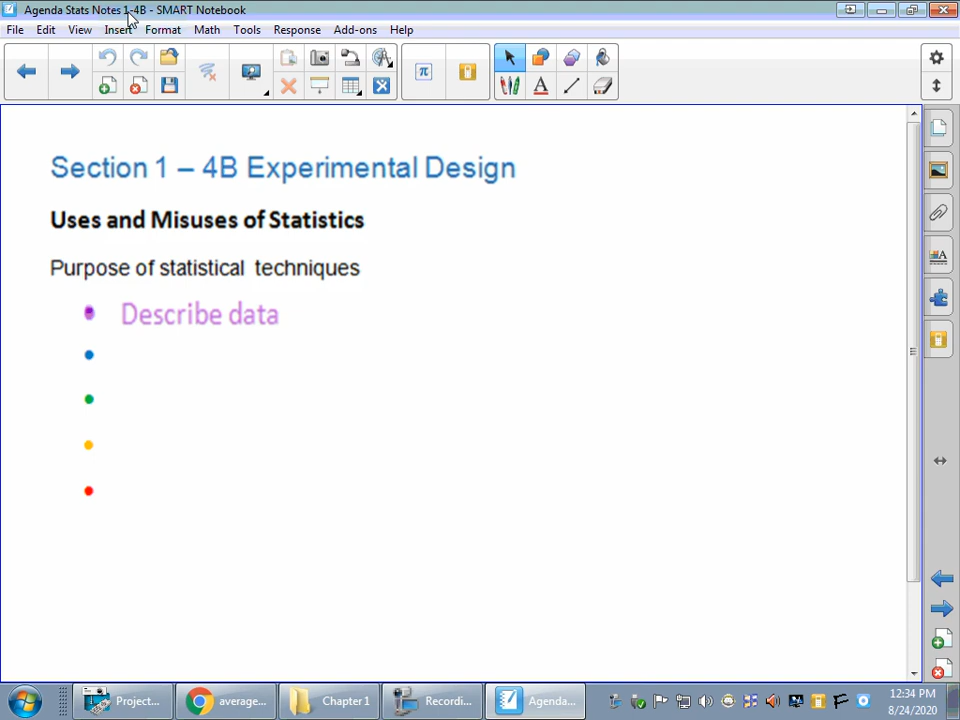 Agenda Stats Notes 1-4B - SMART Notebook
File Edit View Insert Format Math Tools Response Add-ons Help
π
A
A
Section 1 – 4B Experimental Design
Uses and Misuses of Statistics
Purpose of statistical techniques
• Describe data
•
•
•
•
Project... average... Chapter 1 Recordi... Agenda...
12:34 PM
8/24/2020